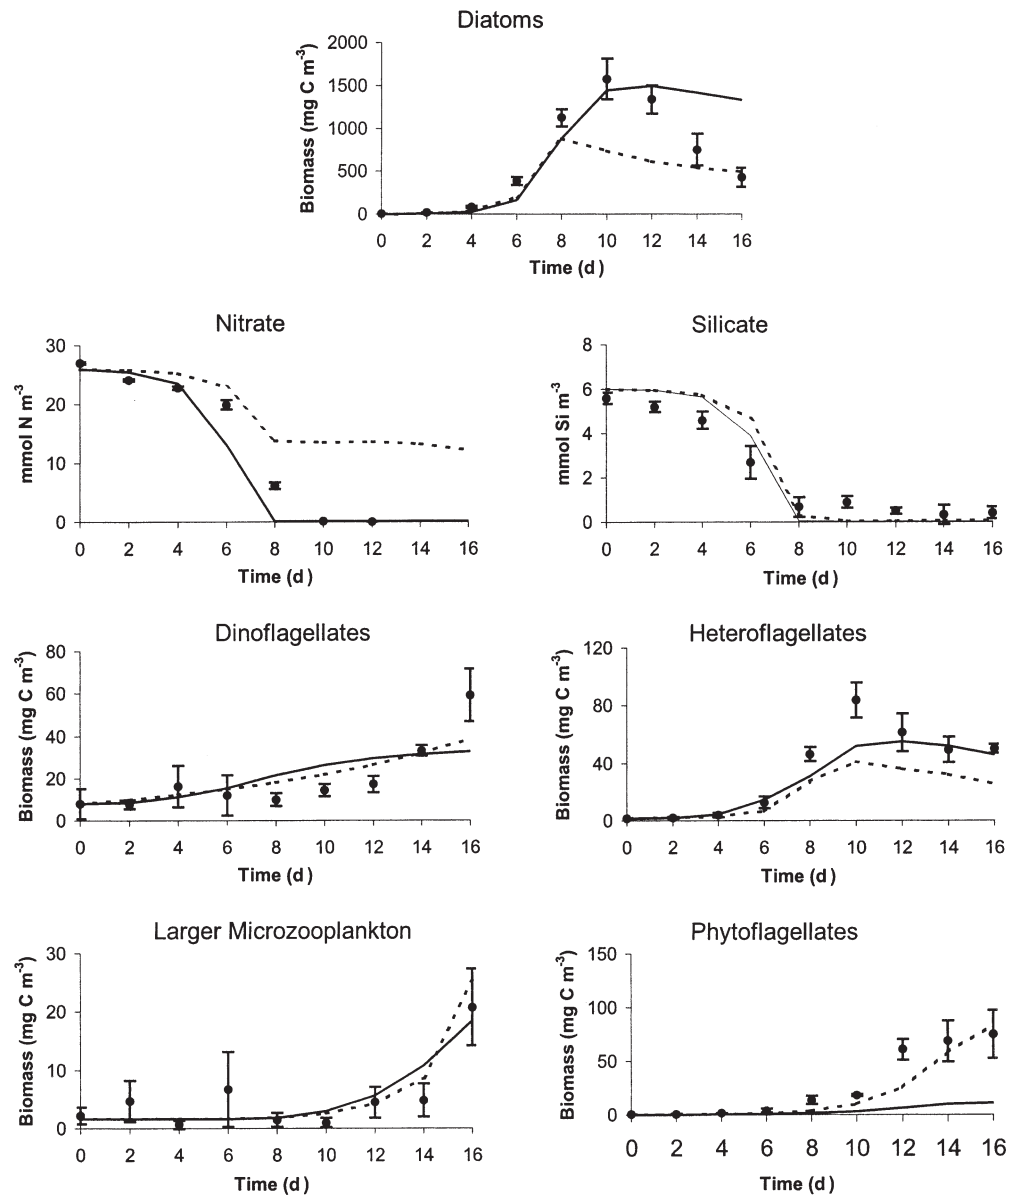 Diatoms
2000
1500
1000
500
0
Biomass (mg C m-3)
0 2 4 6 8 10 12 14 16
Time (d)
Nitrate
30
20
10
0
mmol N m-3
0 2 4 6 8 10 12 14 16
Time (d)
Silicate
8
6
4
2
0
mmol Si m-3
0 2 4 6 8 10 12 14 16
Time (d)
Dinoflagellates
80
60
40
20
0
Biomass (mg C m-3)
0 2 4 6 8 10 12 14 16
Time (d)
Heteroflagellates
120
80
40
0
Biomass (mg C m-3)
0 2 4 6 8 10 12 14 16
Time (d)
Larger Microzooplankton
30
20
10
0
Biomass (mg C m-3)
0 2 4 6 8 10 12 14 16
Time (d)
Phytoflagellates
150
100
50
0
Biomass (mg C m-3)
0 2 4 6 8 10 12 14 16
Time (d)